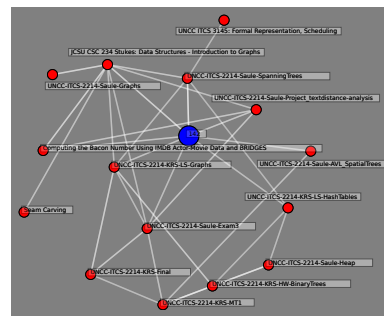 UNCC ITCS 3145: Formal Representation, Scheduling
JCSU CSC 234 Stukes: Data Structures - Introduction to Graphs
UNCC-ITCS-2214-Saule-SpanningTrees
UNCC-ITCS-2214-Saule-Graphs
UNCC-ITCS-2214-Saule-Project_textdistance-analysis
142
Computing the Bacon Number Using IMDB Actor-Movie Data and BRIDGES
UNCC-ITCS-2214-KRS-LS-Graphs
UNCC-ITCS-2214-Saule-AVL_SpatialTrees
UNCC-ITCS-2214-KRS-LS-HashTables
Seam Carving
UNCC-ITCS-2214-Saule-Exam3
UNCC-ITCS-2214-Saule-Heap
UNCC-ITCS-2214-KRS-Final
UNCC-ITCS-2214-KRS-HW-BinaryTrees
UNCC-ITCS-2214-KRS-MT1